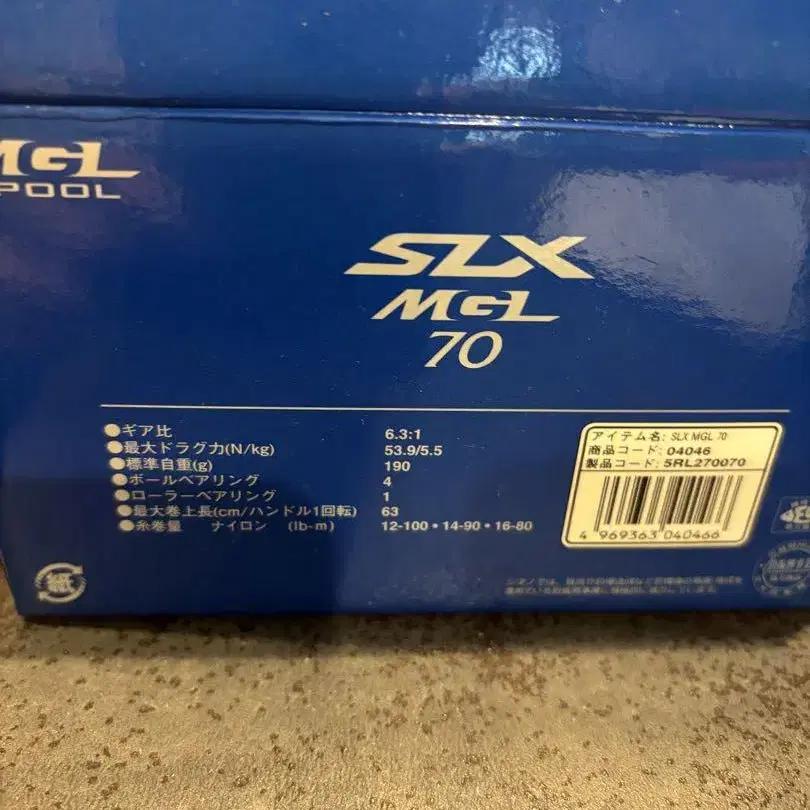 MGL
SPOOL
SLX
MGL
70
●ギア比 6.3:1
●最大ドラグ力(N/kg) 53.9/5.5
●標準自重(g) 190
●ボールベアリング 4
●ローラーベアリング 1
●最大巻上長(cm/ハンドル1回転) 63
●糸巻量 ナイロン (lb-m) 12-100・14-90・16-80
アイテム名: SLX MGL 70
商品コード: 04046
製品コード: 5RL270070
4 969363 040466
紙